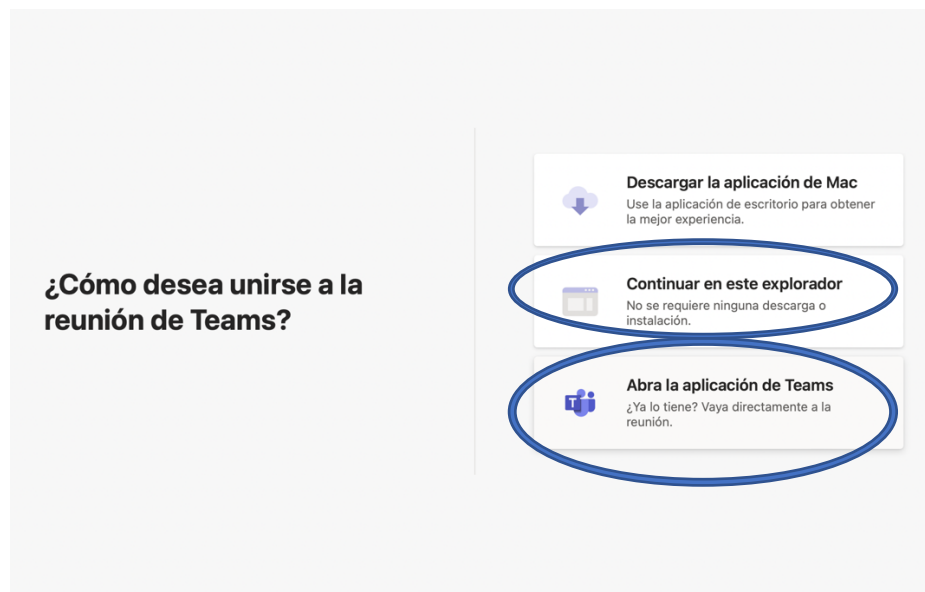 ¿Cómo desea unirse a la
reunión de Teams?
Descargar la aplicación de Mac
Use la aplicación de escritorio para obtener
la mejor experiencia.
Continuar en este explorador
No se requiere ninguna descarga o
instalación.
Abra la aplicación de Teams
¿Ya lo tiene? Vaya directamente a la
reunión.